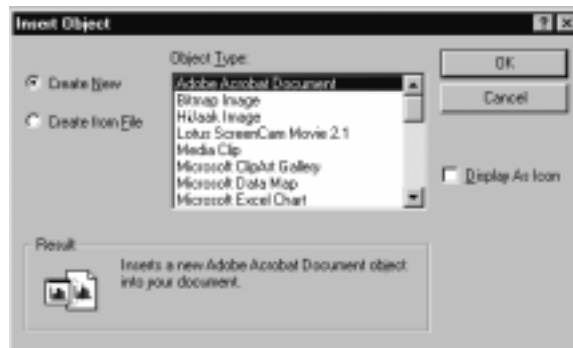 Insert Object
Object Type:
Create New
Create from File
Adobe Acrobat Document
Bitmap Image
HiJaak Image
Lotus ScreenCam Movie 2.1
Media Clip
Microsoft ClipArt Gallery
Microsoft Data Map
Microsoft Excel Chart
OK
Cancel
Display As Icon
Result
Inserts a new Adobe Acrobat Document object
into your document.